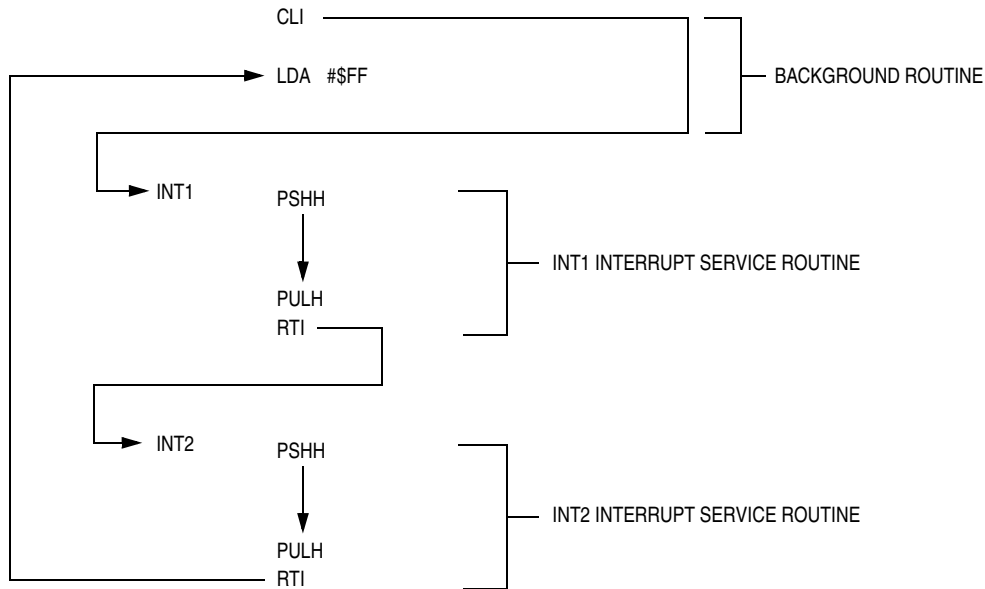 CLI
LDA #$FF
BACKGROUND ROUTINE
INT1
PSHH
INT1 INTERRUPT SERVICE ROUTINE
PULH
RTI
INT2
PSHH
INT2 INTERRUPT SERVICE ROUTINE
PULH
RTI